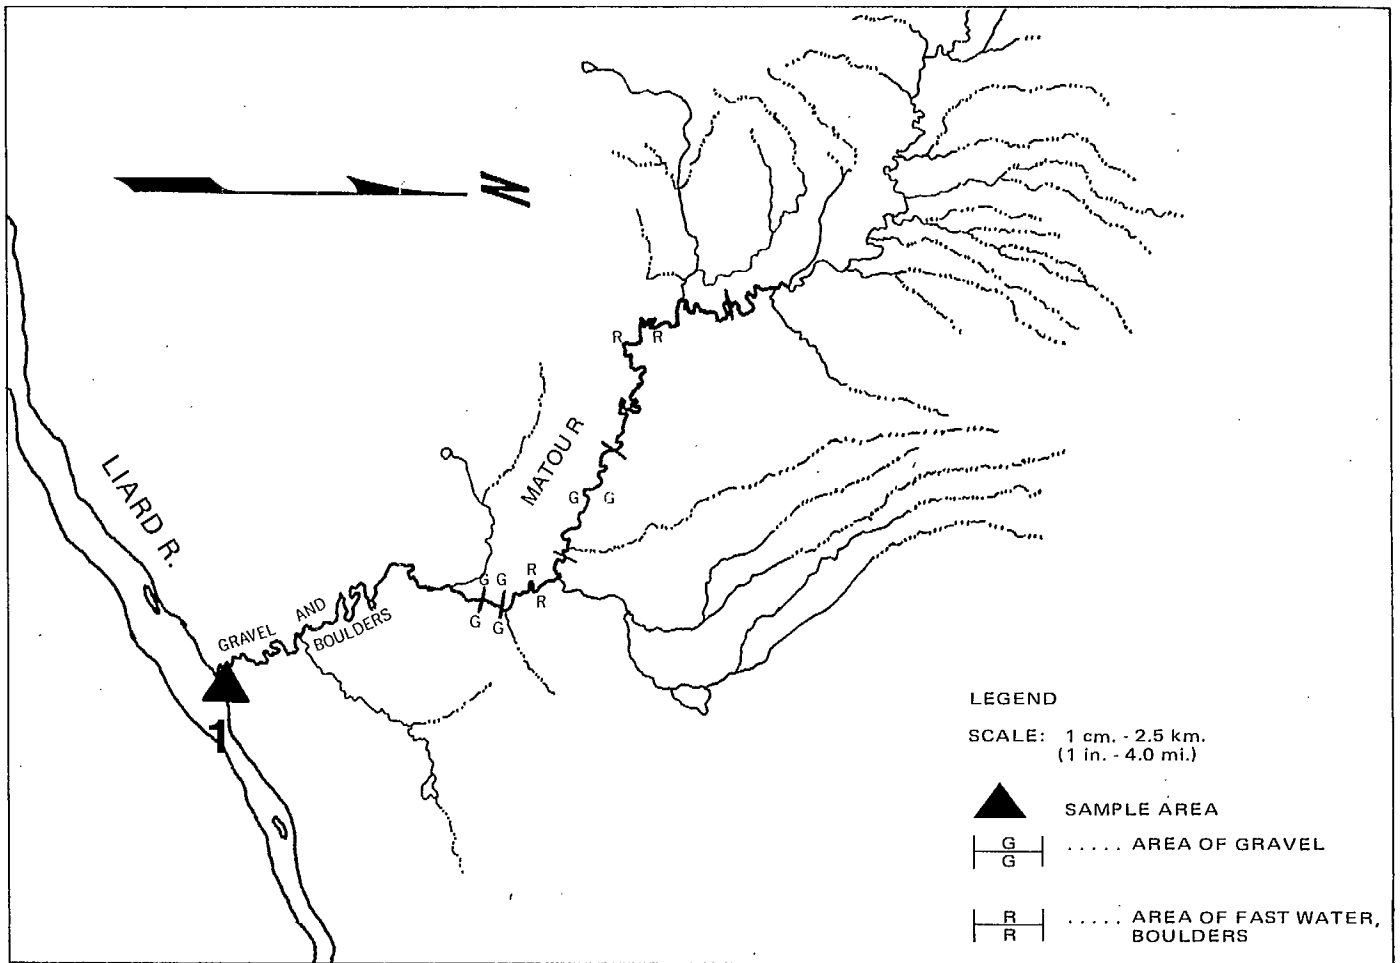 N
LIARD R.
MATOU R
R R
G G
R
R
G G
G G
GRAVEL AND
BOULDERS
1
LEGEND
SCALE: 1 cm. - 2.5 km.
(1 in. - 4.0 mi.)
SAMPLE AREA
G
G
..... AREA OF GRAVEL
R
R
..... AREA OF FAST WATER,
BOULDERS